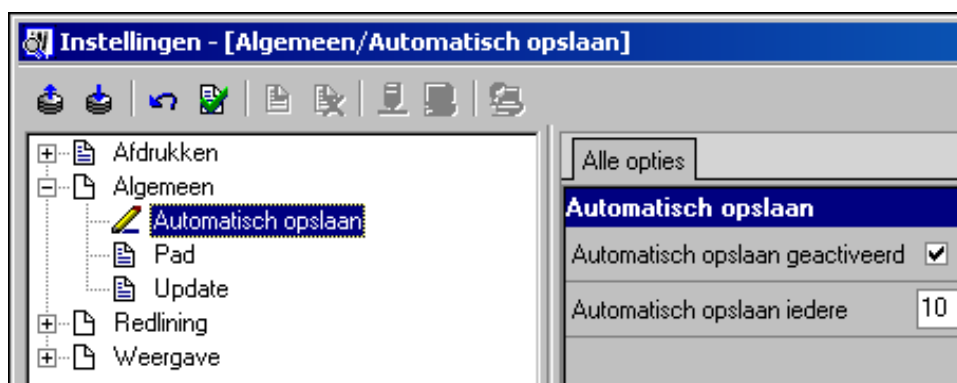 Instellingen - [Algemeen/Automatisch opslaan]
Afdrukken
Algemeen
Automatisch opslaan
Pad
Update
Redlining
Weergave
Alle opties
Automatisch opslaan
Automatisch opslaan geactiveerd
Automatisch opslaan iedere 10